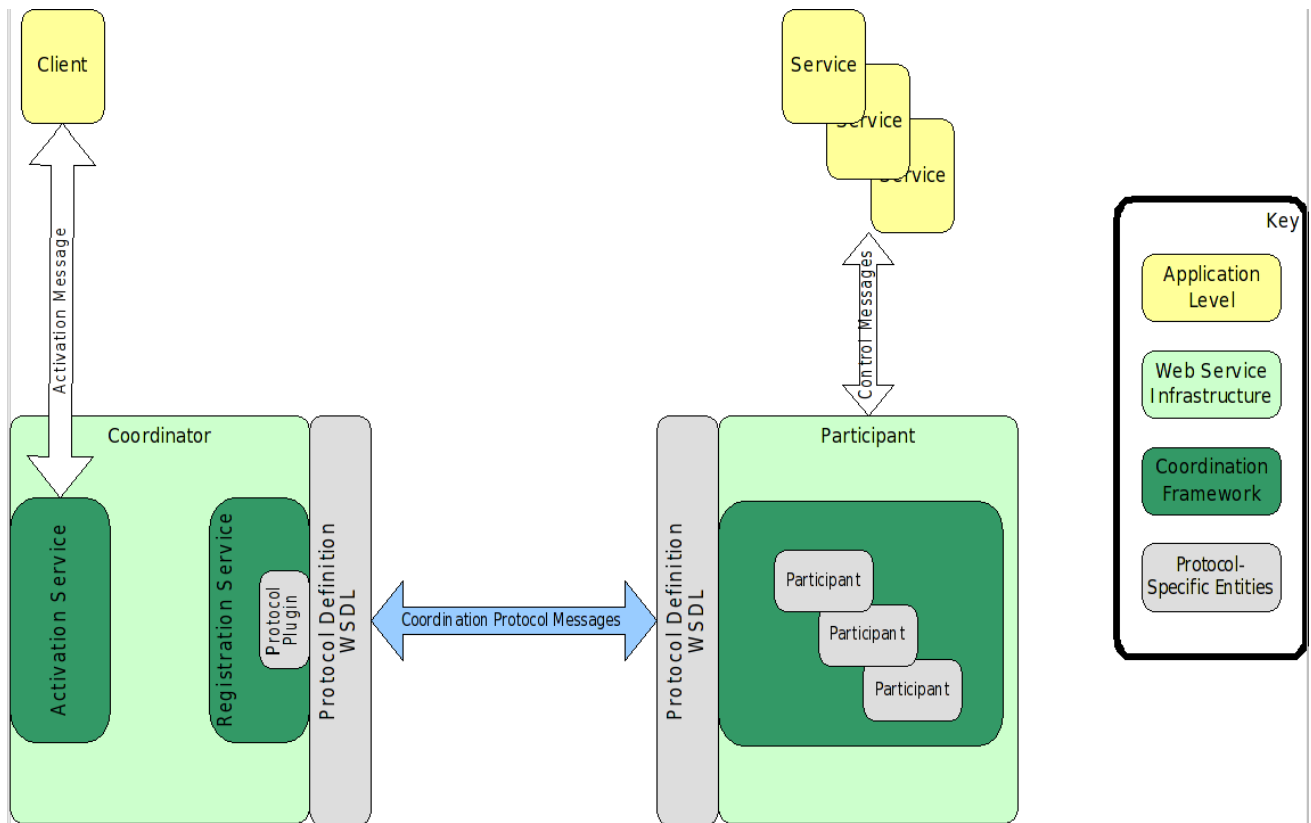 Client
Service
Service
Service
Activation Message
Control Messages
Key
Application
Level
Web Service
Infrastructure
Coordination
Framework
Protocol-
Specific Entities
Coordinator
Activation Service
Registration Service
Protocol
Plugin
Protocol Definition
WSDL
Coordination Protocol Messages
Protocol Definition
WSDL
Participant
Participant
Participant
Participant